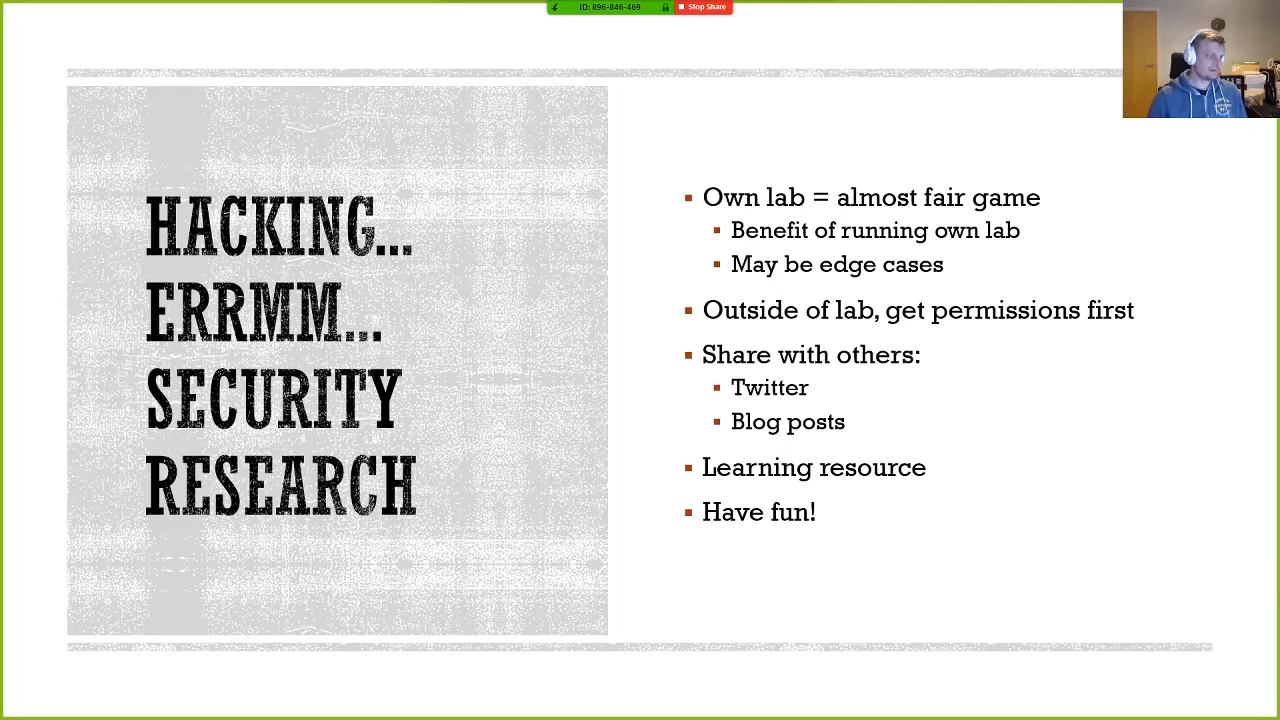 ID: 896-846-469
Stop Share
HACKING...
ERRMM...
SECURITY
RESEARCH
Own lab = almost fair game
Benefit of running own lab
May be edge cases
Outside of lab, get permissions first
Share with others:
Twitter
Blog posts
Learning resource
Have fun!